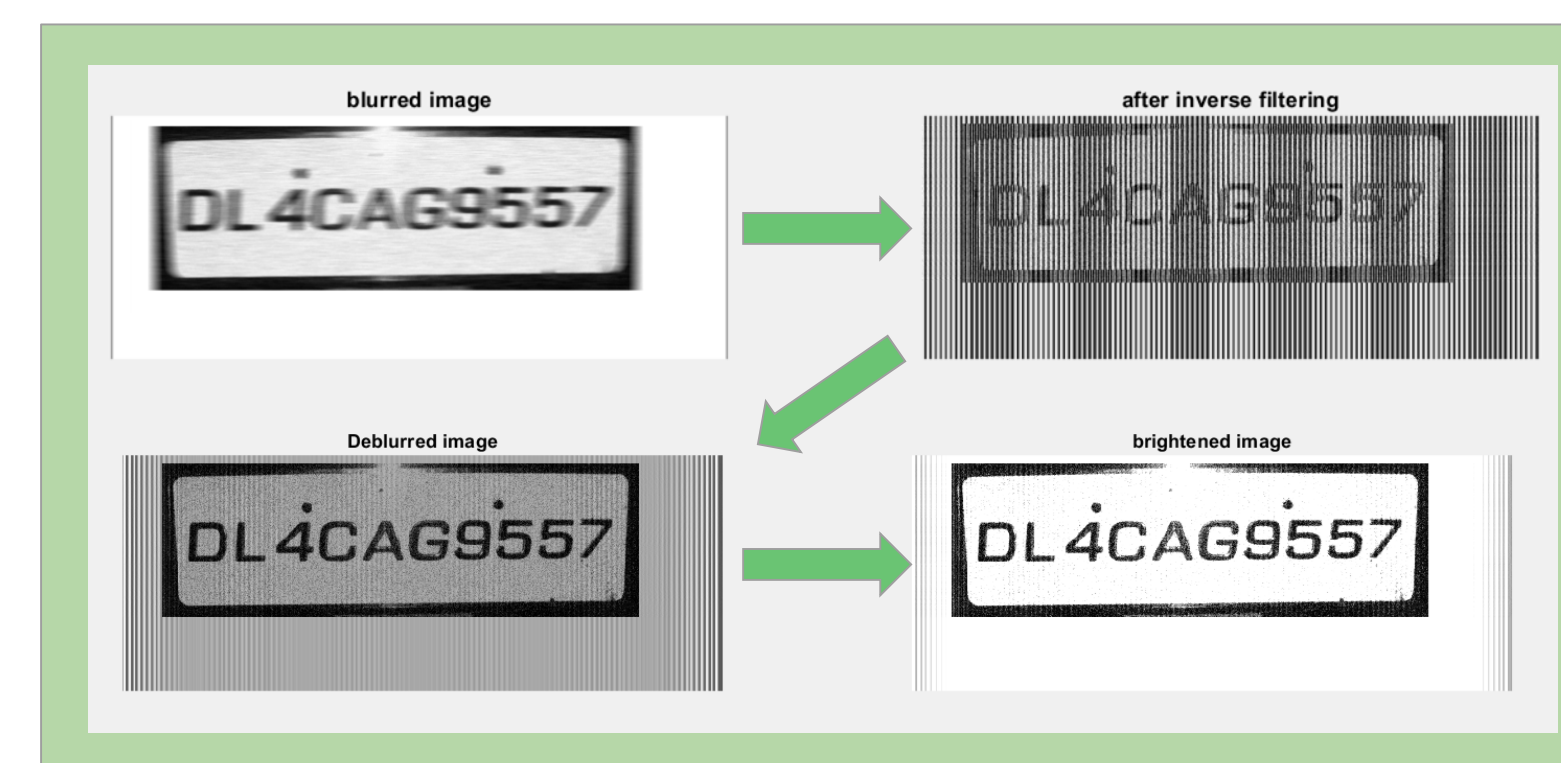 blurred image
DL4CAG9557
after inverse filtering
DL4CAG9557
Deblurred image
DL4CAG9557
brightened image
DL4CAG9557